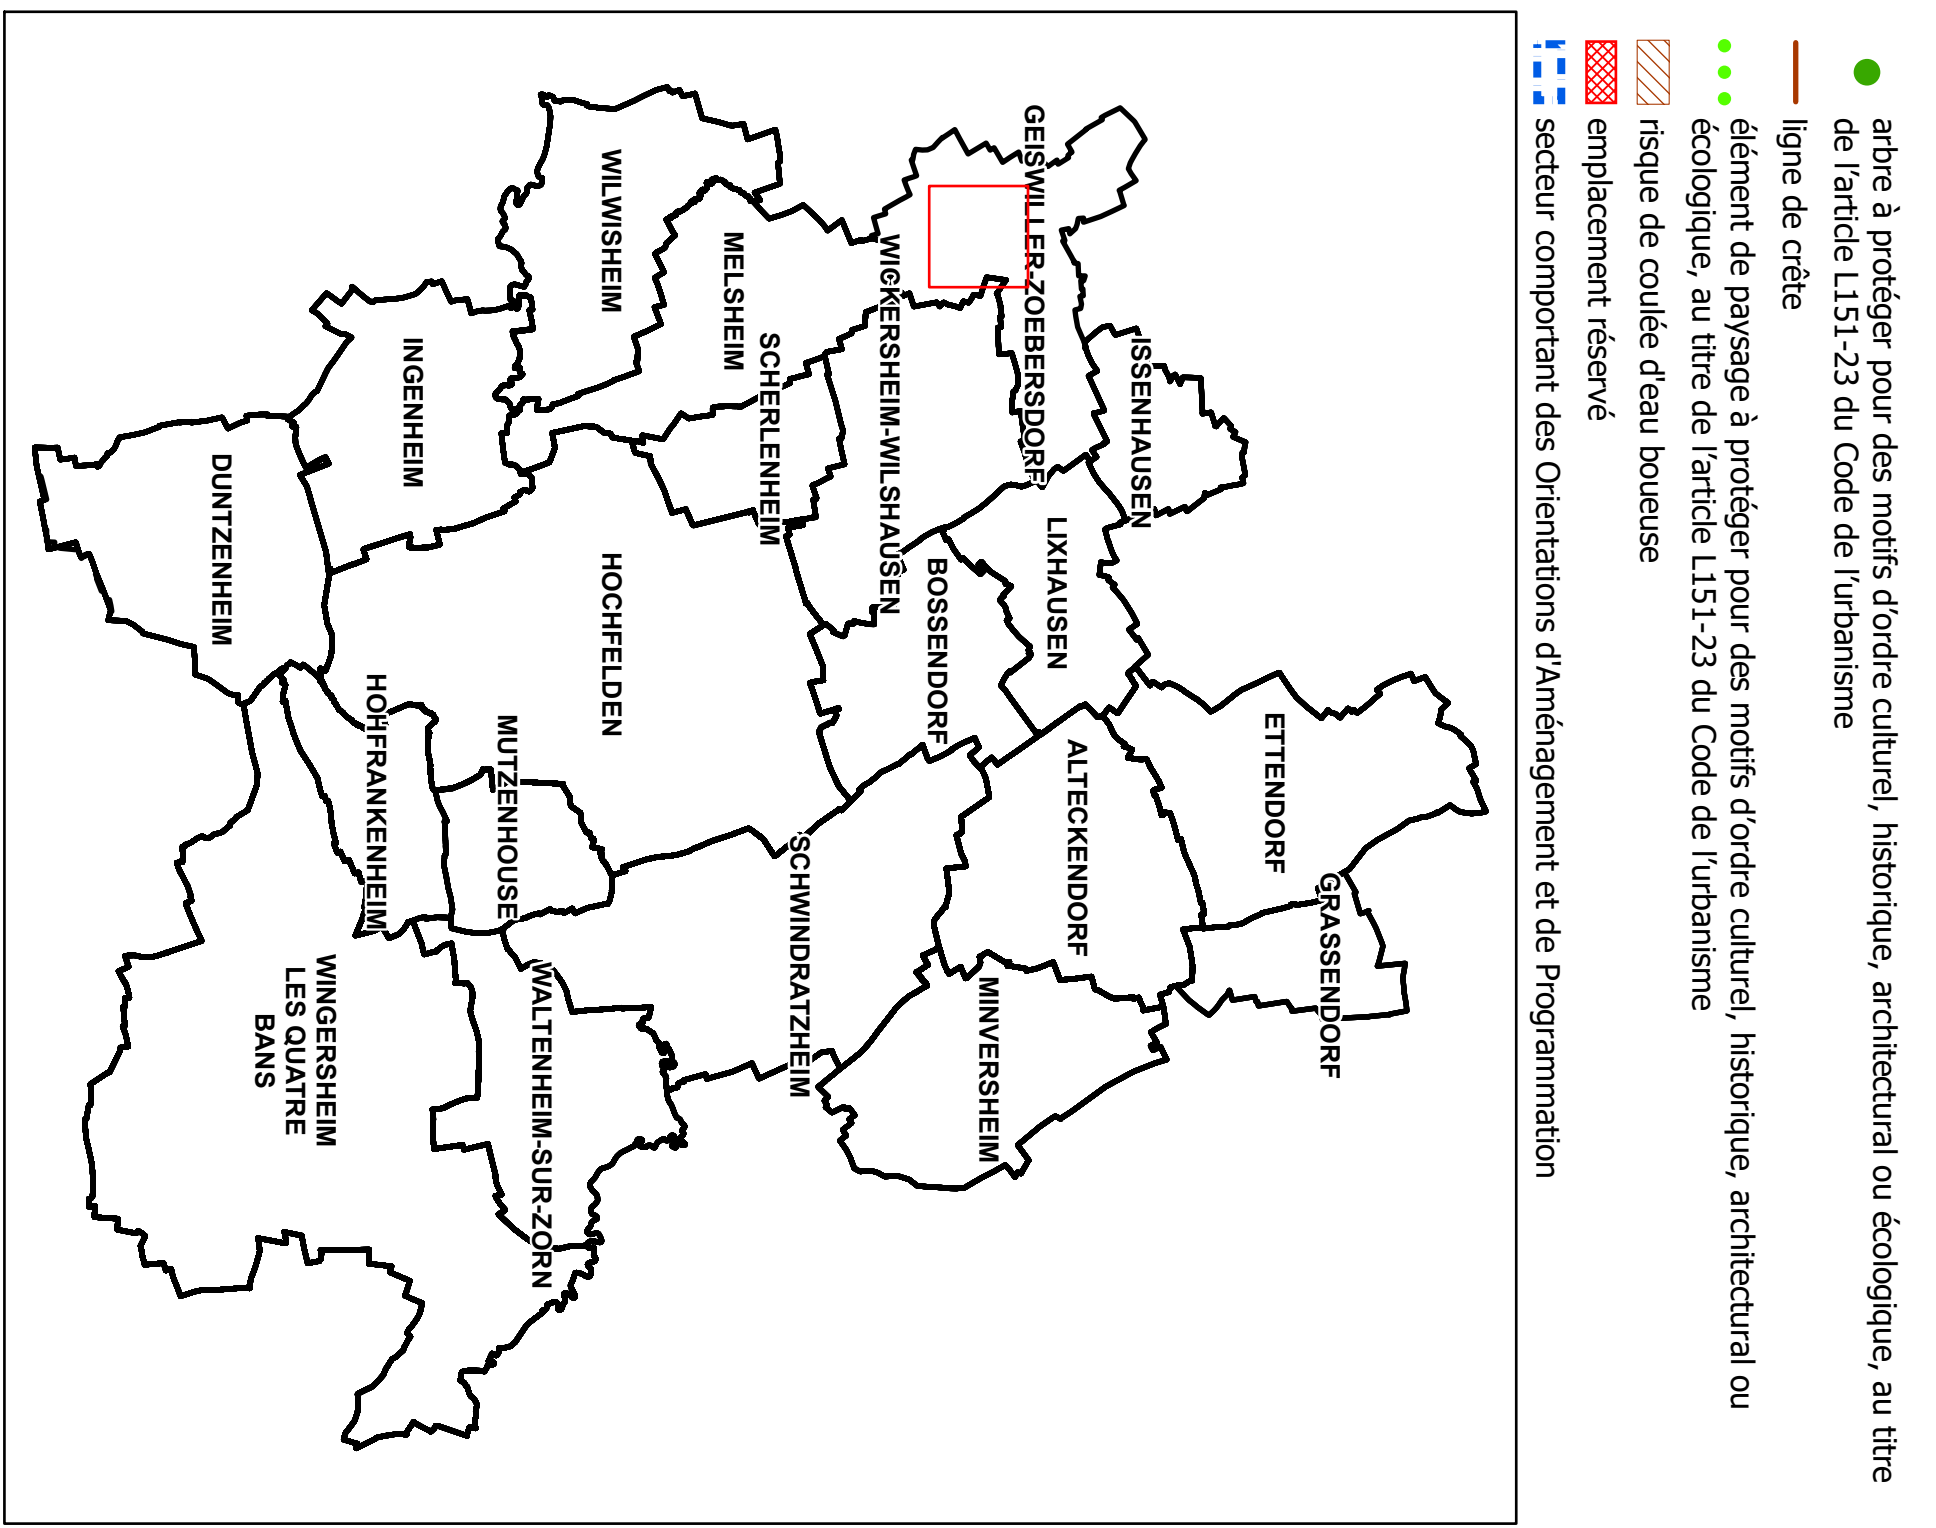 arbre à protéger pour des motifs d’ordre culturel, historique, architectural ou écologique, au titre
de l’article L151-23 du Code de l’urbanisme
ligne de crête
élément de paysage à protéger pour des motifs d’ordre culturel, historique, architectural ou
écologique, au titre de l’article L151-23 du Code de l’urbanisme
risque de coulée d'eau boueuse
emplacement réservé
secteur comportant des Orientations d'Aménagement et de Programmation
GRASSENDORF
ETTENDORF
ISSENHAUSEN
ALTECKENDORF
LIXHAUSEN
GEISWILLER-ZOEBERSDORF
MINVERSHEIM
BOSSENDORF
WICKERSHEIM-WILSHAUSEN
SCHWINDRATZHEIM
SCHERLENHEIM
MELSHEIM
HOCHFELDEN
WILWISHEIM
WALTENHEIM-SUR-ZORN
MUTZENHOUSE
INGENHEIM
HOHFRANKENHEIM
WINGERSHEIM
LES QUATRE
BANS
DUNTZENHEIM